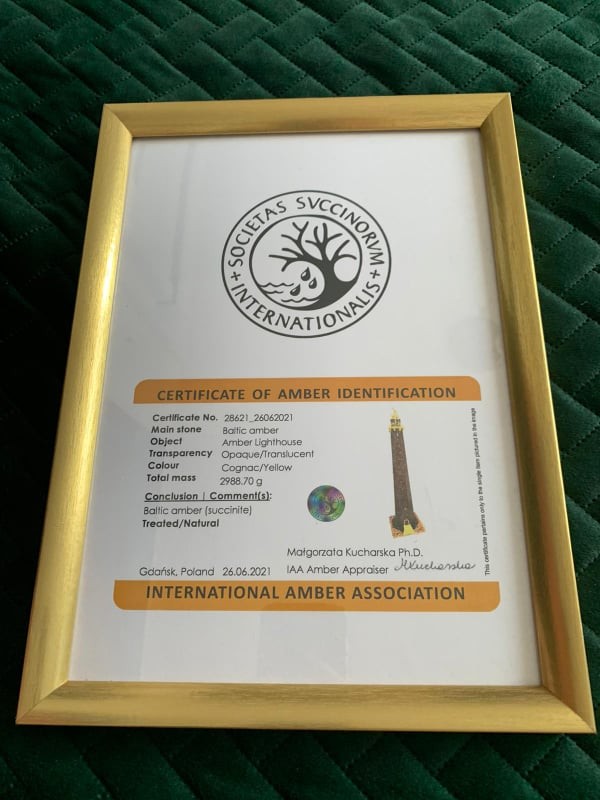 SOCIETAS SVCCINORVM
+ INTERNATIONALIS +
CERTIFICATE OF AMBER IDENTIFICATION
Certificate No. 28621_26062021
Main stone Baltic amber
Object Amber Lighthouse
Transparency Opaque/Translucent
Colour Cognac/Yellow
Total mass 2988.70 g
Conclusion | Comment(s):
Baltic amber (succinite)
Treated/Natural
This certificate pertains only to the single item pictured in the image
Małgorzata Kucharska Ph.D.
Gdańsk, Poland 26.06.2021 IAA Amber Appraiser MKucharska
INTERNATIONAL AMBER ASSOCIATION